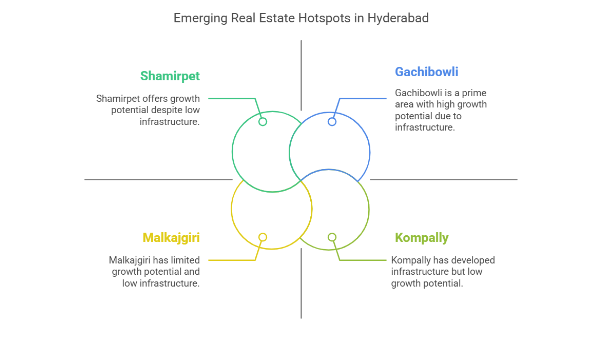 Emerging Real Estate Hotspots in Hyderabad
Shamirpet
Shamirpet offers growth
potential despite low
infrastructure.
Gachibowli
Gachibowli is a prime
area with high growth
potential due to
infrastructure.
Malkajgiri
Malkajgiri has limited
growth potential and
low infrastructure.
Kompally
Kompally has developed
infrastructure but low
growth potential.